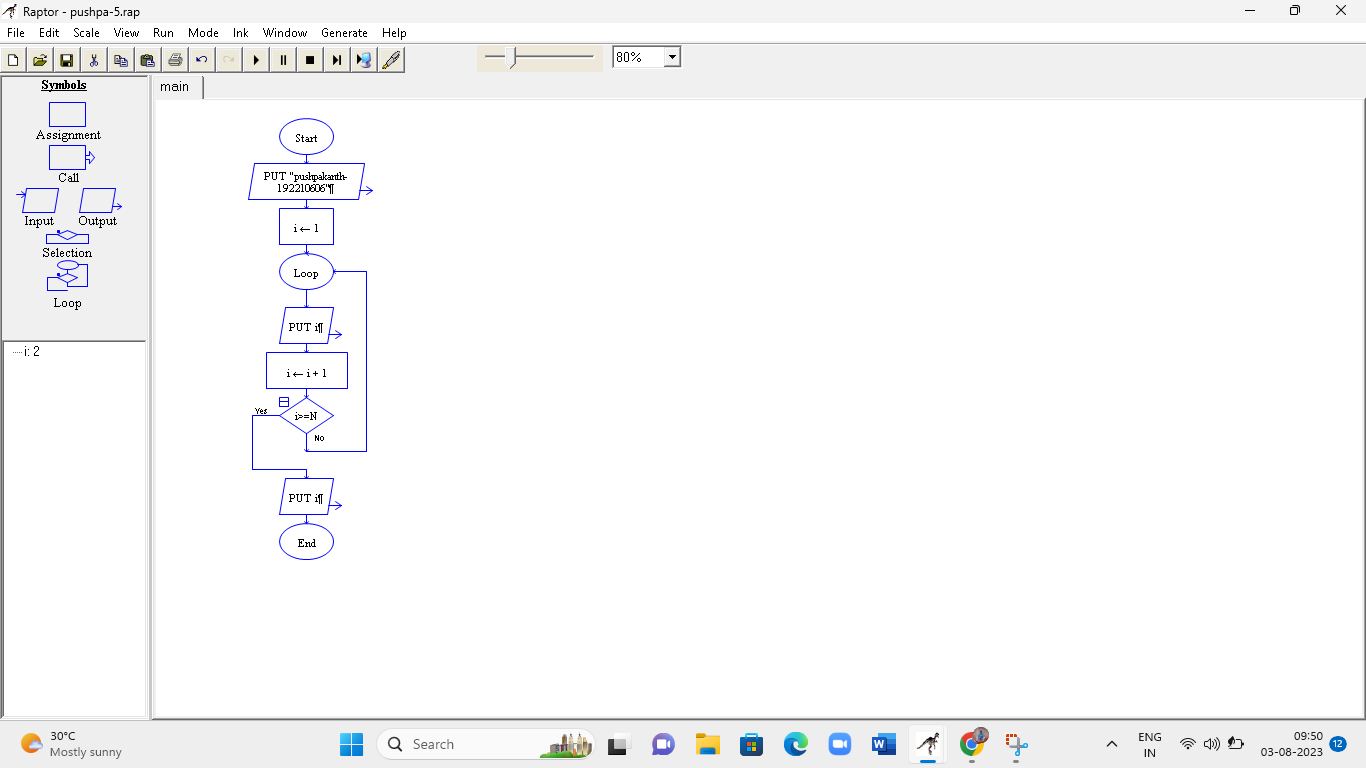 Raptor - pushpa-5.rap
File Edit Scale View Run Mode Ink Window Generate Help
80%
Symbols
Assignment
Call
Input Output
Selection
Loop
i: 2
main
Start
PUT "pushpakanth-
192210606"¶
i ← 1
Loop
PUT i¶
i ← i + 1
Yes
i>=N
No
PUT i¶
End
30°C
Mostly sunny
Search
ENG
IN
09:50
03-08-2023
12